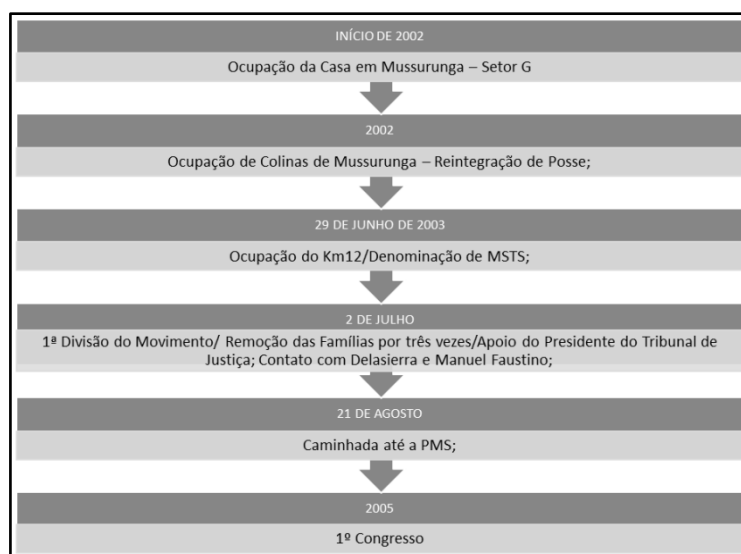 INÍCIO DE 2002
Ocupação da Casa em Mussurunga – Setor G
2002
Ocupação de Colinas de Mussurunga – Reintegração de Posse;
29 DE JUNHO DE 2003
Ocupação do Km12/Denominação de MSTS;
2 DE JULHO
1ª Divisão do Movimento/ Remoção das Famílias por três vezes/Apoio do Presidente do Tribunal de
Justiça; Contato com Delasierra e Manuel Faustino;
21 DE AGOSTO
Caminhada até a PMS;
2005
1º Congresso